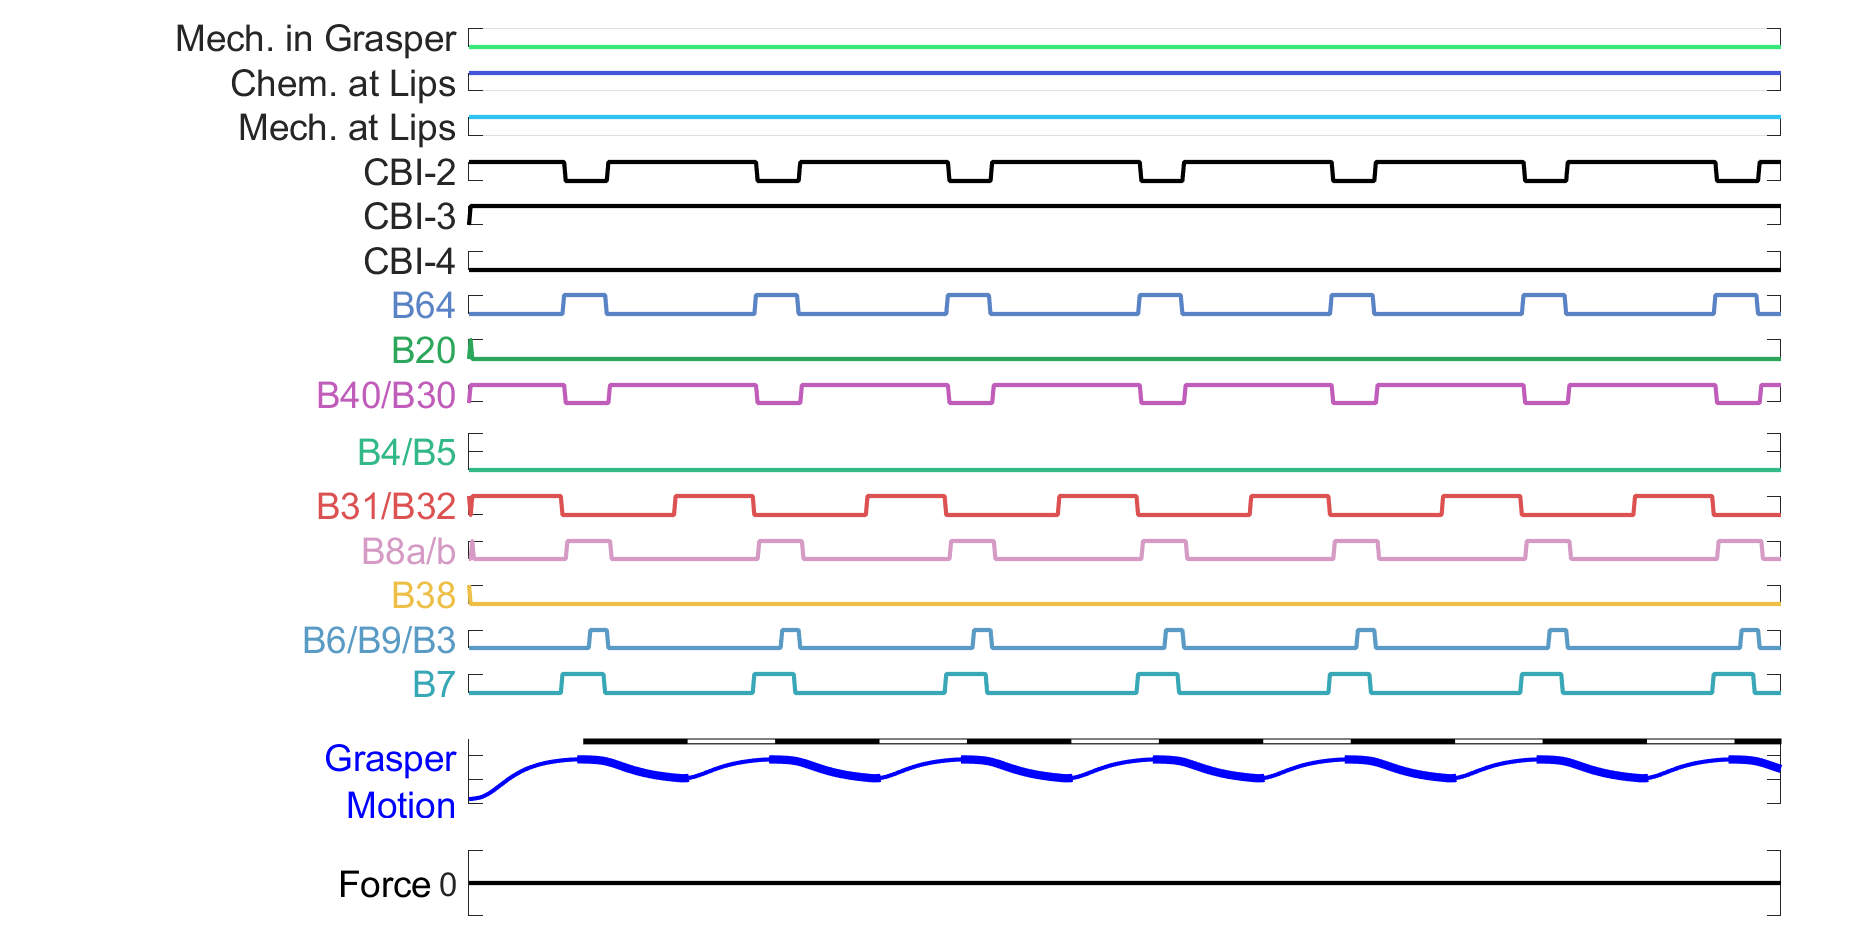 Mech. in Grasper
Chem. at Lips
Mech. at Lips
CBI-2
CBI-3
CBI-4
B64
B20
B40/B30
B4/B5
B31/B32
B8a/b
B38
B6/B9/B3
B7
Grasper
Motion
Force 0